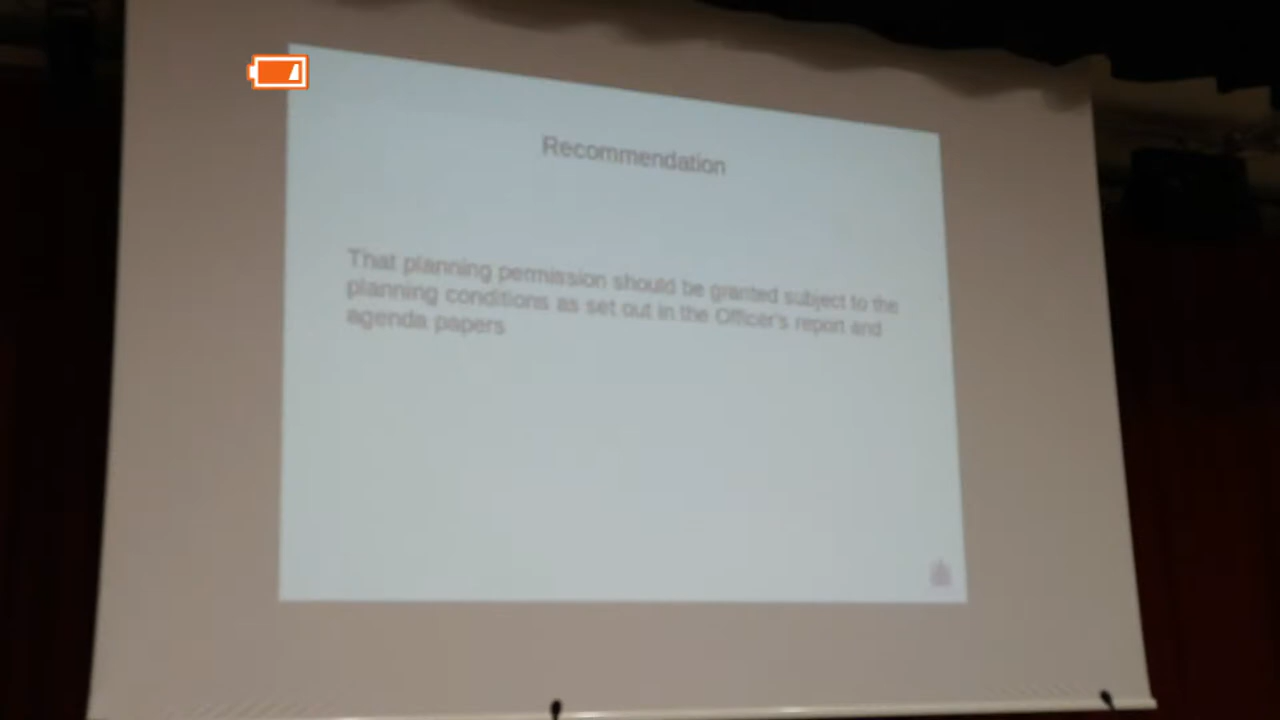 Recommendation
That planning permission should be granted subject to the
planning conditions as set out in the Officer's report and
agenda papers